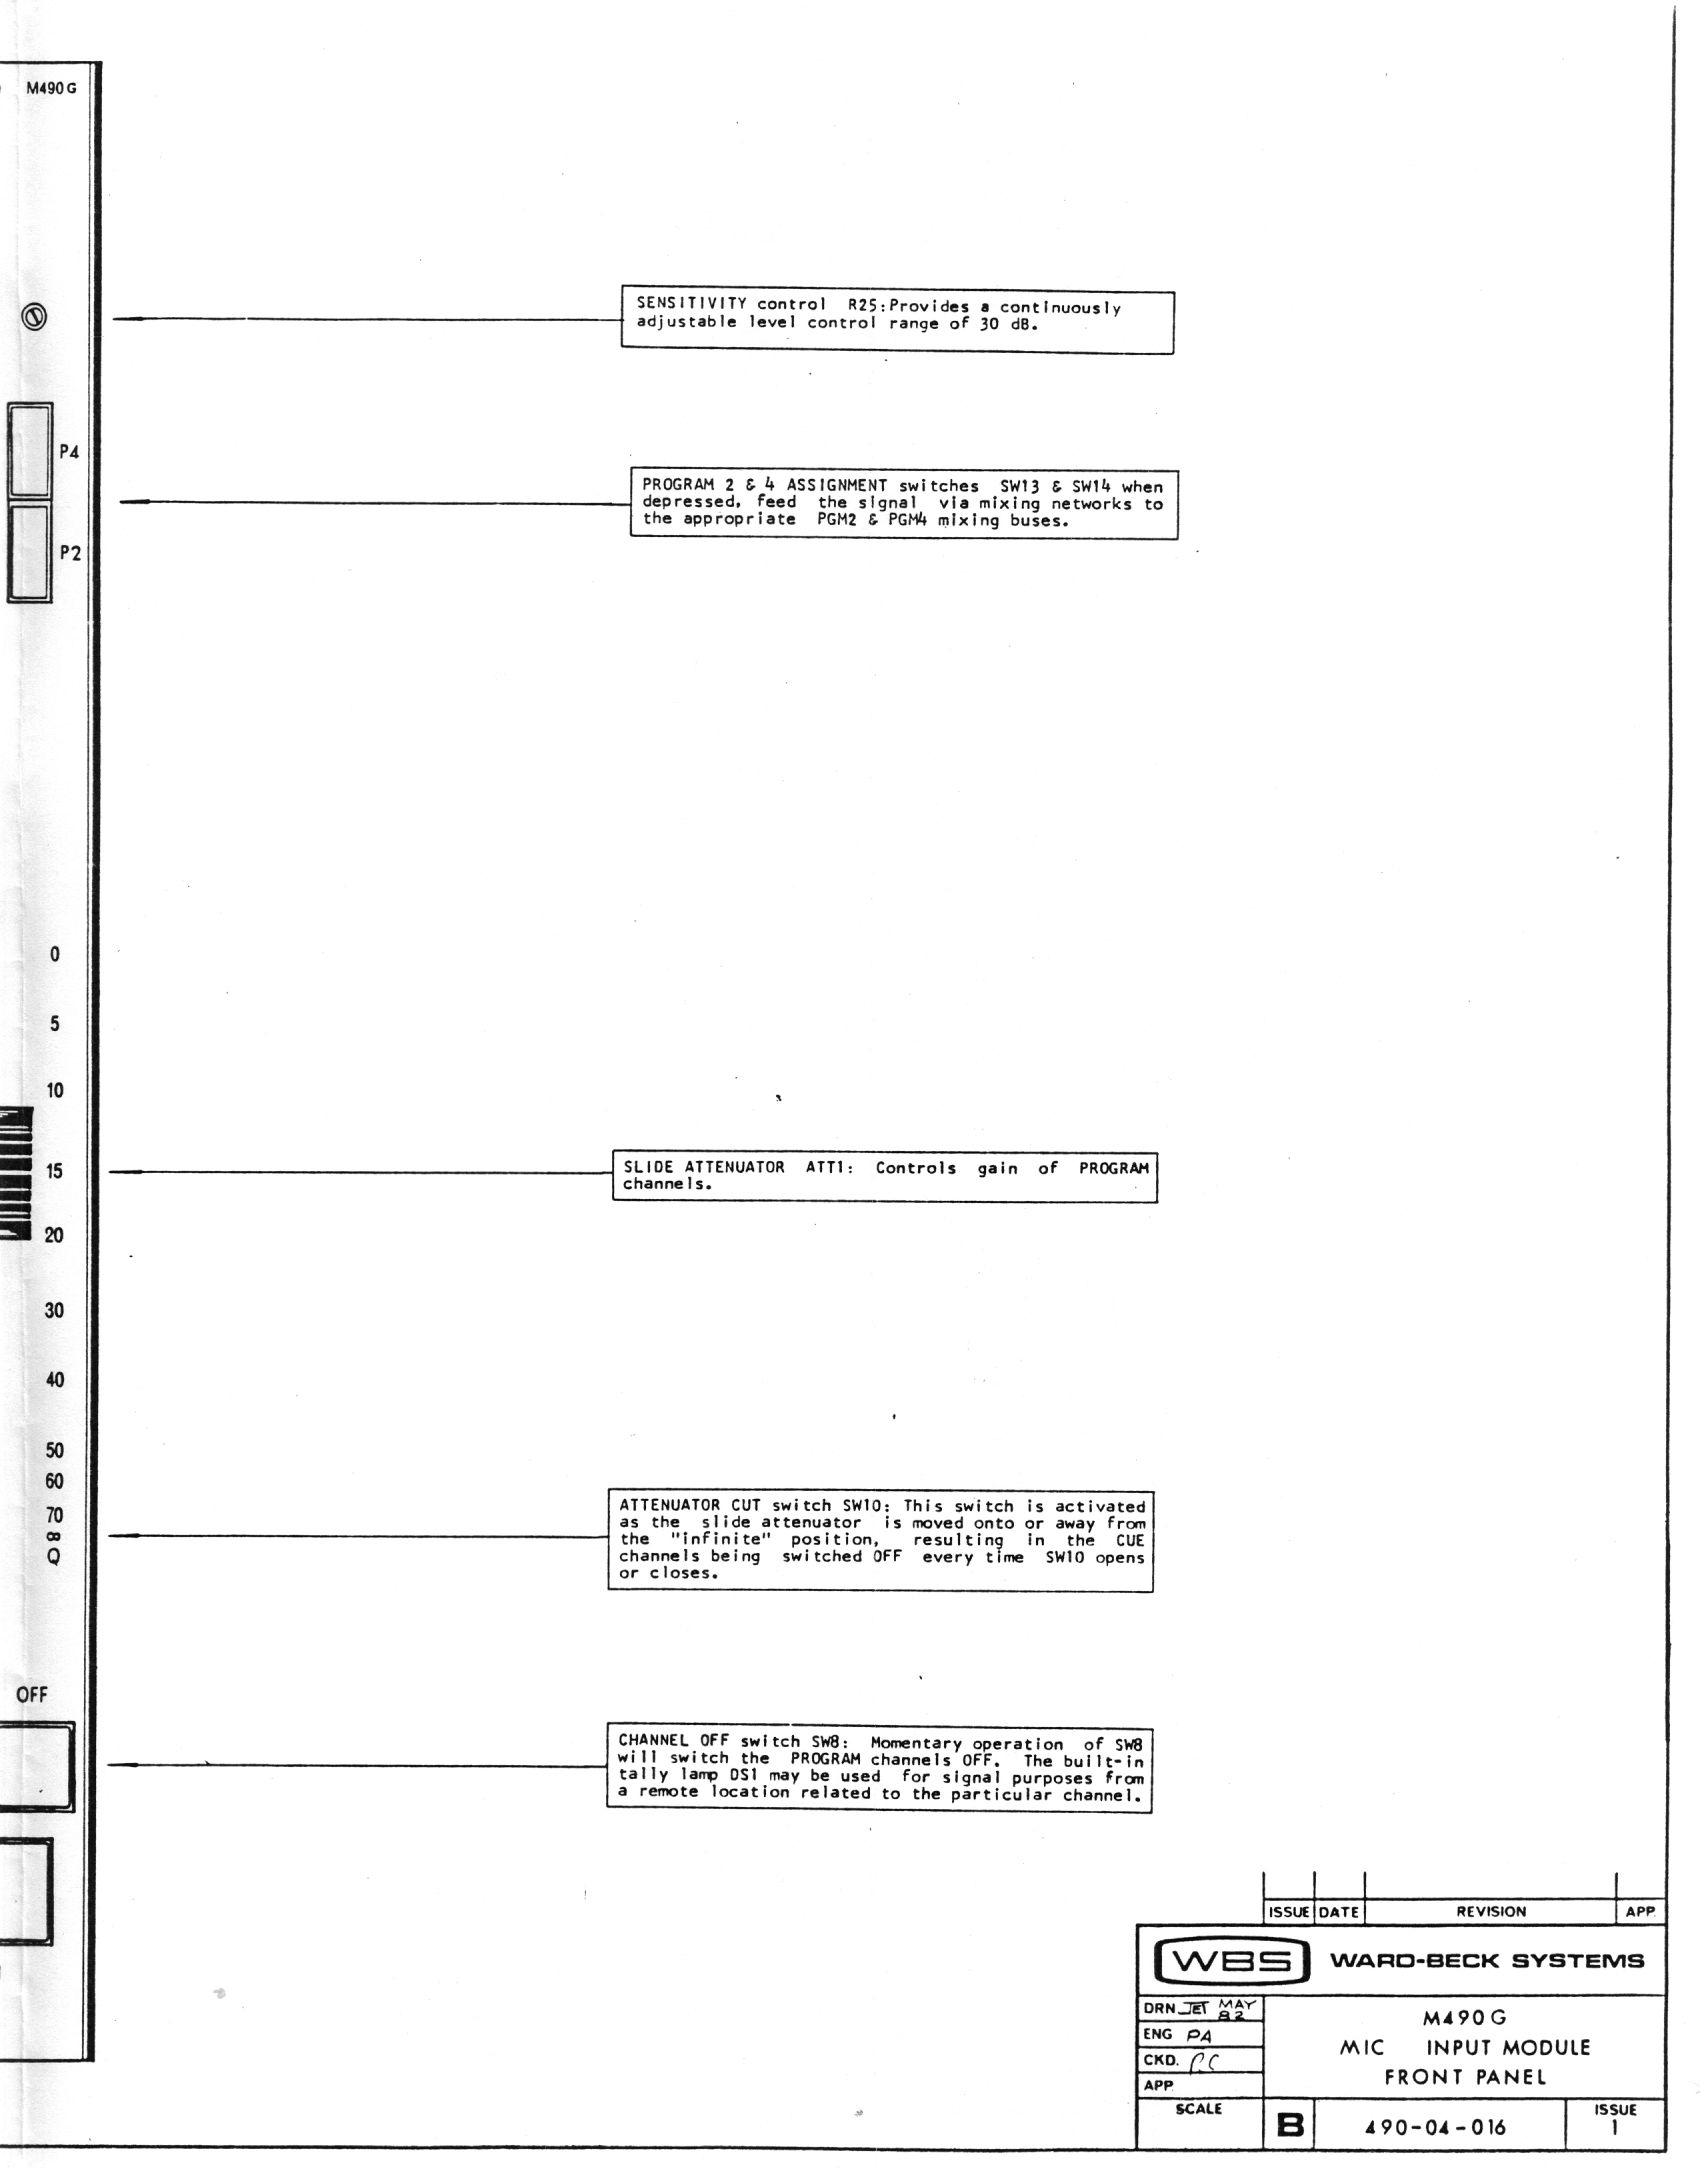 M490G
SENSITIVITY control R25:Provides a continuously
adjustable level control range of 30 dB.
P4
PROGRAM 2 & 4 ASSIGNMENT switches SW13 & SW14 when
depressed, feed the signal via mixing networks to
the appropriate PGM2 & PGM4 mixing buses.
P2
0
5
10
15
SLIDE ATTENUATOR ATT1: Controls gain of PROGRAM
channels.
20
30
40
50
60
70
∞
Q
ATTENUATOR CUT switch SW10: This switch is activated
as the slide attenuator is moved onto or away from
the "infinite" position, resulting in the CUE
channels being switched OFF every time SW10 opens
or closes.
OFF
CHANNEL OFF switch SW8: Momentary operation of SW8
will switch the PROGRAM channels OFF. The built-in
tally lamp DS1 may be used for signal purposes from
a remote location related to the particular channel.
ISSUE DATE REVISION APP.
WBS WARD-BECK SYSTEMS
DRN JET MAY 82
ENG PA
CKD.
APP
M490G
MIC INPUT MODULE
FRONT PANEL
SCALE
B
490-04-016
ISSUE
1